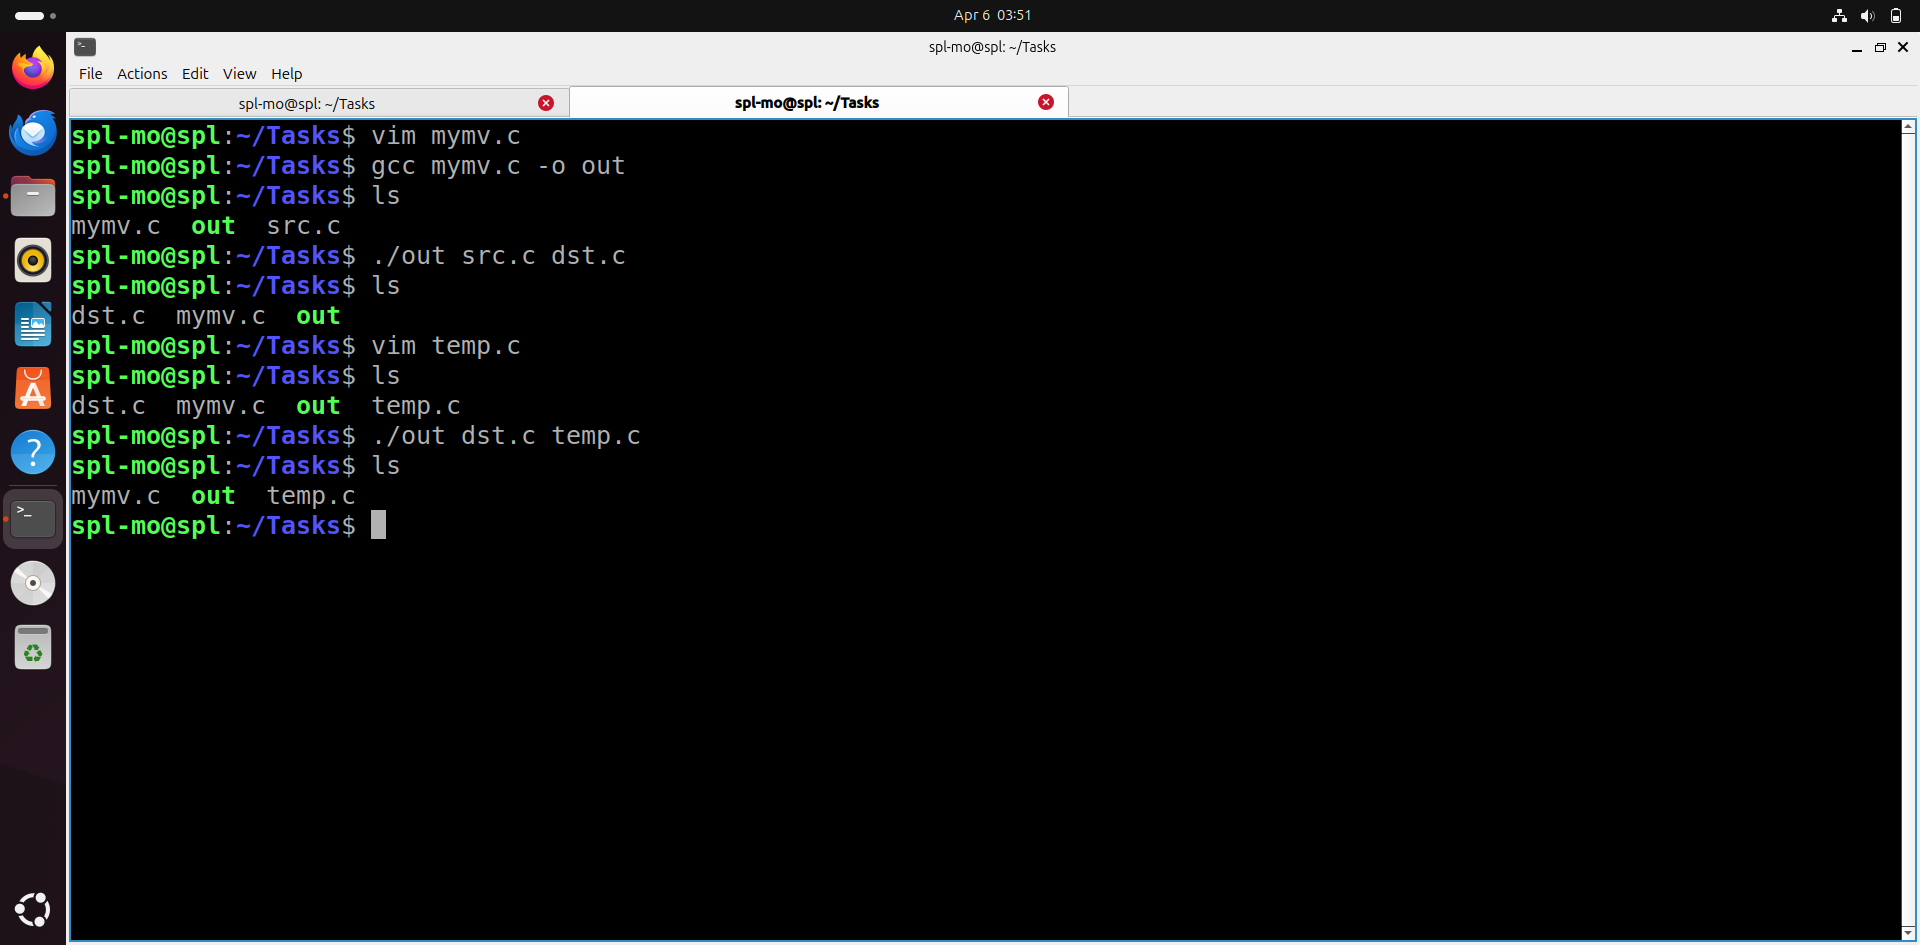 Apr 6 03:51
spl-mo@spl: ~/Tasks
File Actions Edit View Help
spl-mo@spl: ~/Tasks spl-mo@spl: ~/Tasks
spl-mo@spl:~/Tasks$ vim mymv.c
spl-mo@spl:~/Tasks$ gcc mymv.c -o out
spl-mo@spl:~/Tasks$ ls
mymv.c out src.c
spl-mo@spl:~/Tasks$ ./out src.c dst.c
spl-mo@spl:~/Tasks$ ls
dst.c mymv.c out
spl-mo@spl:~/Tasks$ vim temp.c
spl-mo@spl:~/Tasks$ ls
dst.c mymv.c out temp.c
spl-mo@spl:~/Tasks$ ./out dst.c temp.c
spl-mo@spl:~/Tasks$ ls
mymv.c out temp.c
spl-mo@spl:~/Tasks$